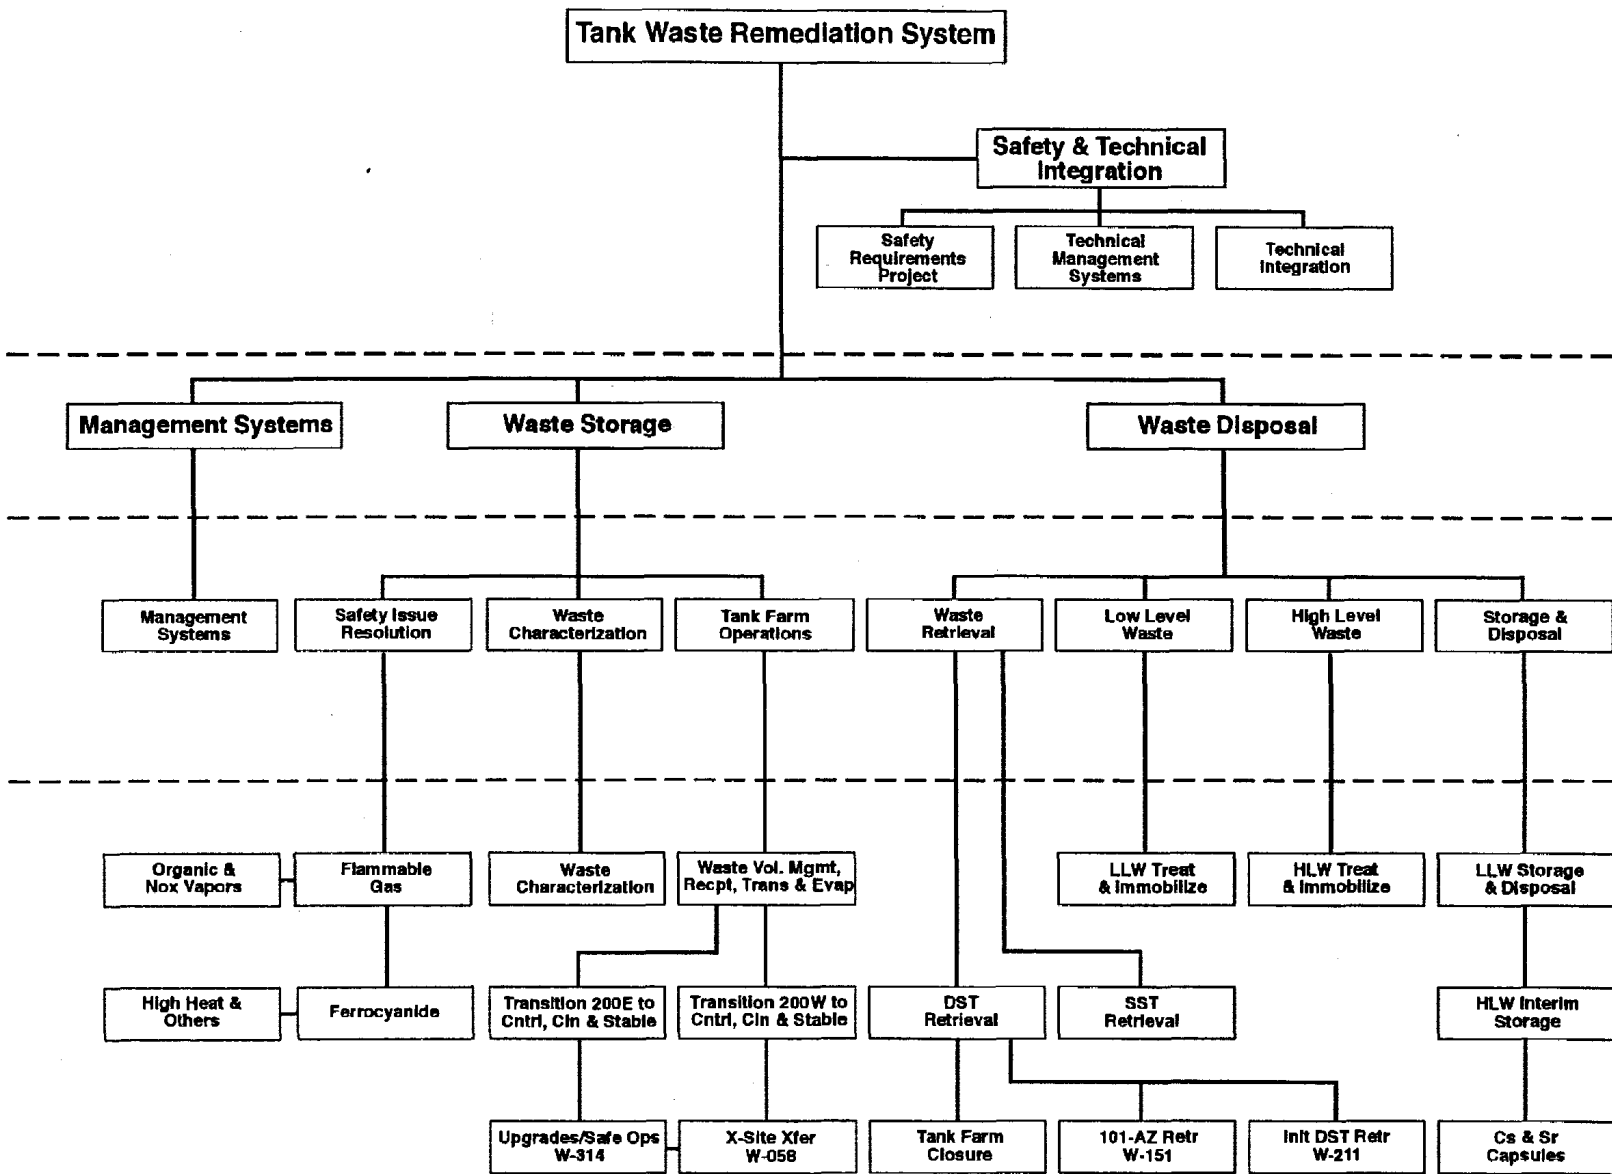 Tank Waste Remediation System
Safety & Technical
Integration
Safety
Requirements
Project
Technical
Management
Systems
Technical
Integration
Management Systems
Waste Storage
Waste Disposal
Management
Systems
Safety Issue
Resolution
Waste
Characterization
Tank Farm
Operations
Waste
Retrieval
Low Level
Waste
High Level
Waste
Storage &
Disposal
Organic &
Nox Vapors
Flammable
Gas
Waste
Characterization
Waste Vol. Mgmt,
Recpt, Trans & Evap
LLW Treat
& Immobilize
HLW Treat
& Immobilize
LLW Storage
& Disposal
High Heat &
Others
Ferrocyanide
Transition 200E to
Cntrl, Cln & Stable
Transition 200W to
Cntrl, Cln & Stable
DST
Retrieval
SST
Retrieval
HLW Interim
Storage
Upgrades/Safe Ops
W-314
X-Site Xfer
W-058
Tank Farm
Closure
101-AZ Retr
W-151
Init DST Retr
W-211
Cs & Sr
Capsules